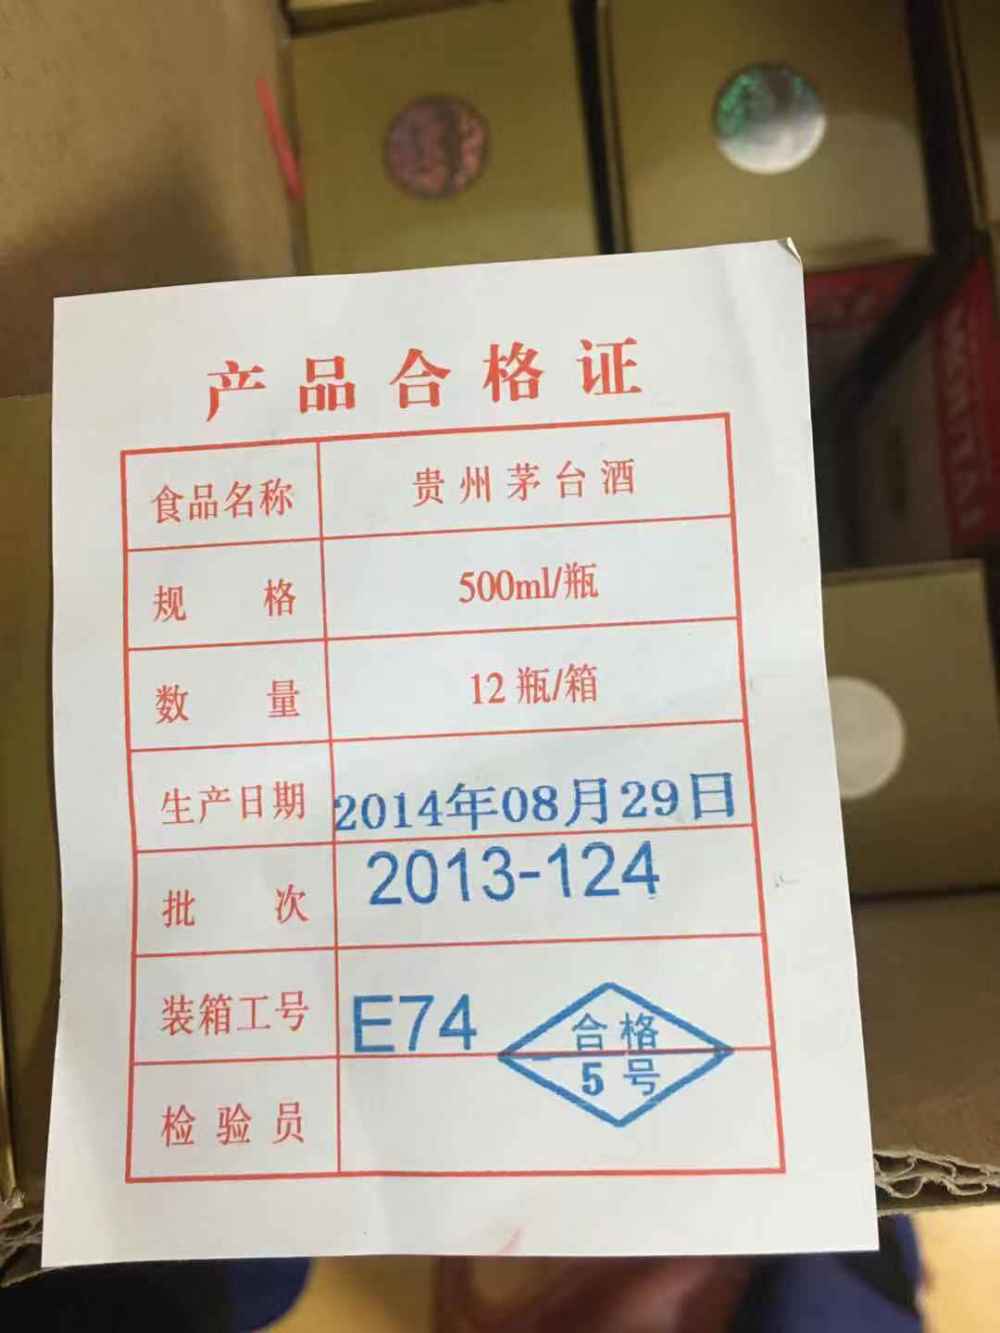 产品合格证
食品名称 贵州茅台酒
规 格 500ml/瓶
数 量 12瓶/箱
生产日期 2014年08月29日
批 次 2013-124
装箱工号 E74
合格
5号
检验员